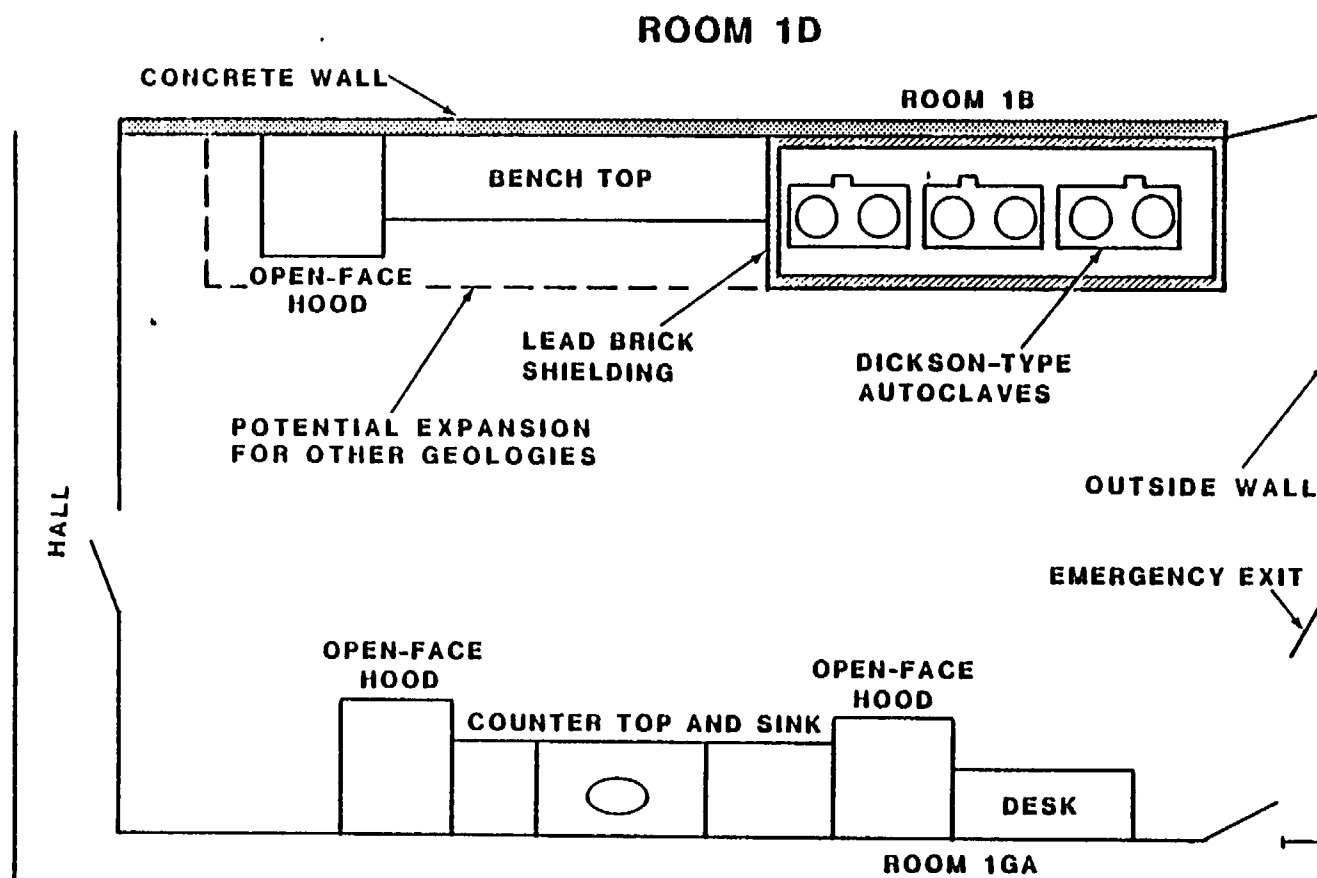 ROOM 1D
CONCRETE WALL
ROOM 1B
BENCH TOP
OPEN-FACE
HOOD
LEAD BRICK
SHIELDING
DICKSON-TYPE
AUTOCLAVES
POTENTIAL EXPANSION
FOR OTHER GEOLOGIES
OUTSIDE WALL
HALL
EMERGENCY EXIT
OPEN-FACE
HOOD
OPEN-FACE
HOOD
COUNTER TOP AND SINK
DESK
ROOM 1GA